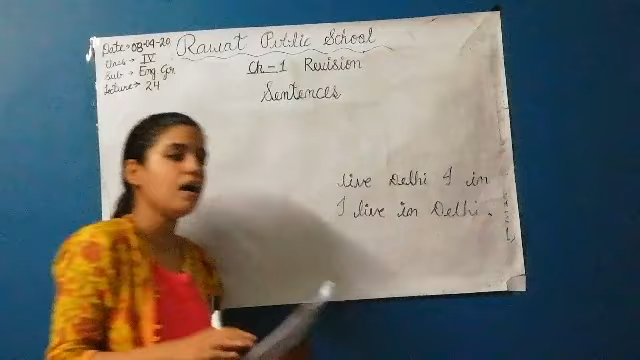 Date→ 08-04-20
Class → IV
Sub → Eng Gr
Lecture→ 24
Rawat Public School
Ch-1 Revision
Sentences
live Delhi I in
I live in Delhi.